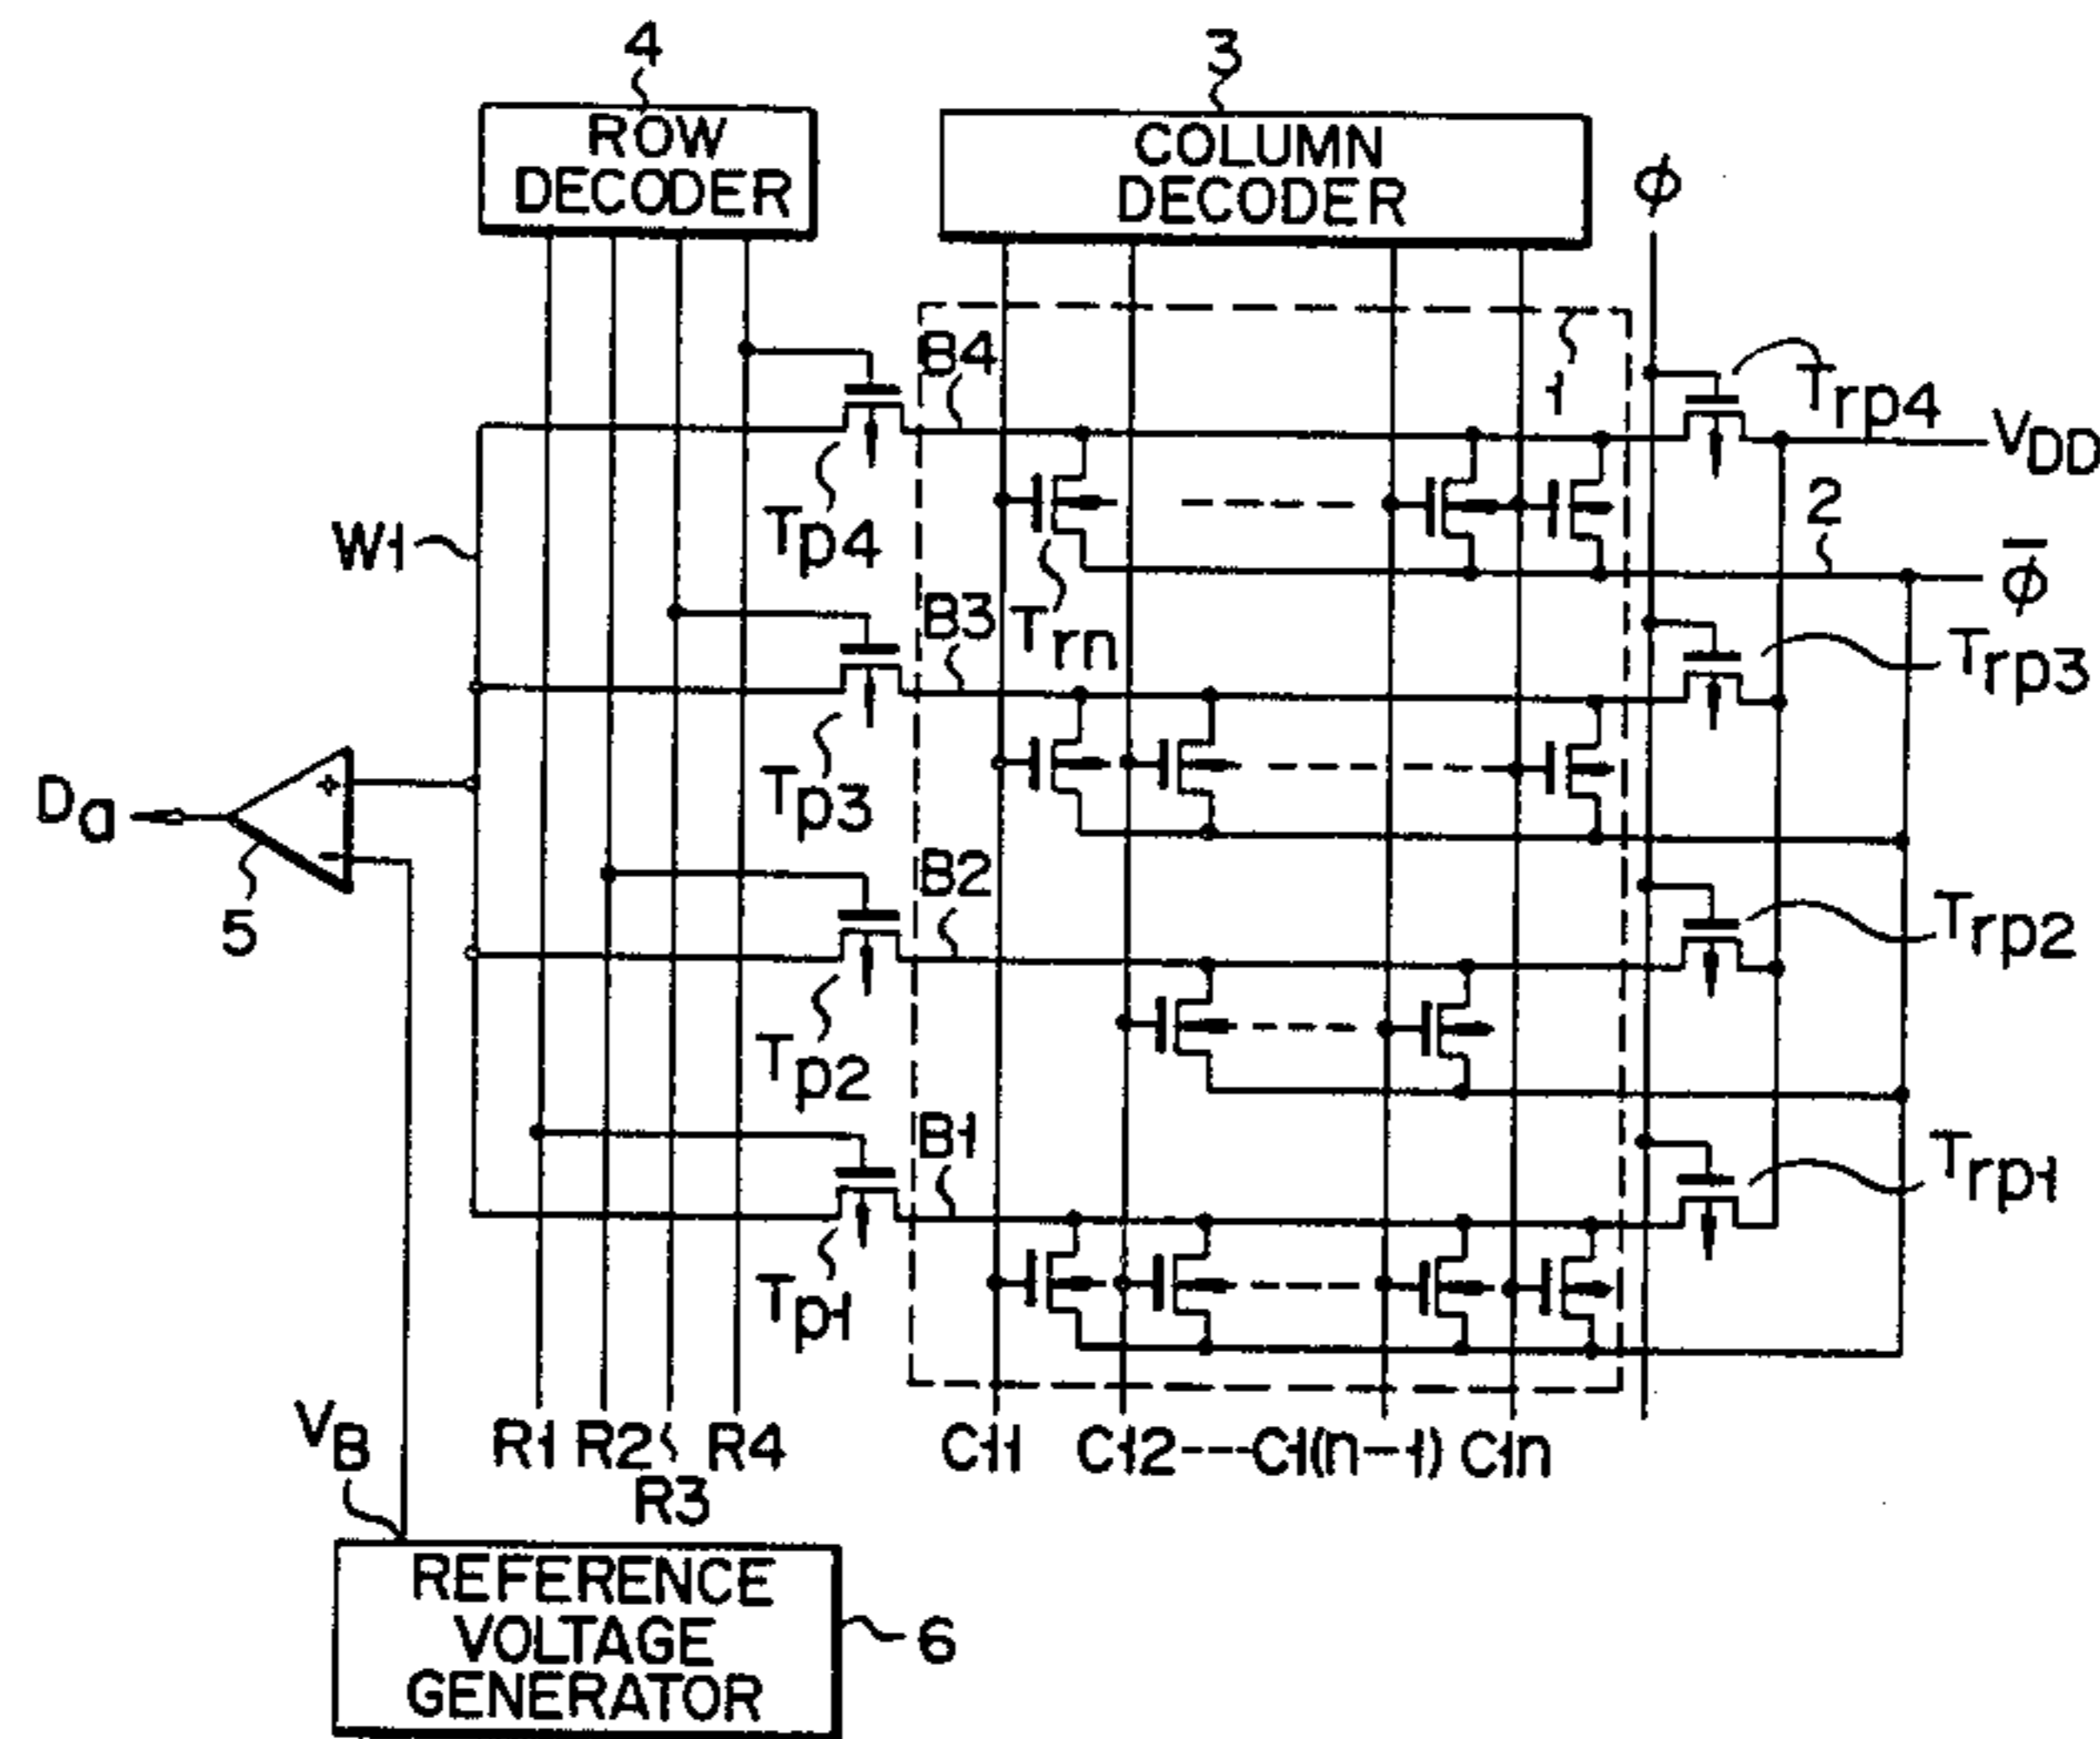 4
3
ROW
DECODER
COLUMN
DECODER
ϕ
B4
1
Trp4
VDD
2
Tp4
W1
ϕ̅
B3
Trn
Trp3
Tp3
Da
+
−
5
B2
Trp2
Tp2
B1
Trp1
Tp1
VB
R1 R2 R4
R3
C11 C12----C1(n-1) C1n
REFERENCE
VOLTAGE
GENERATOR
6